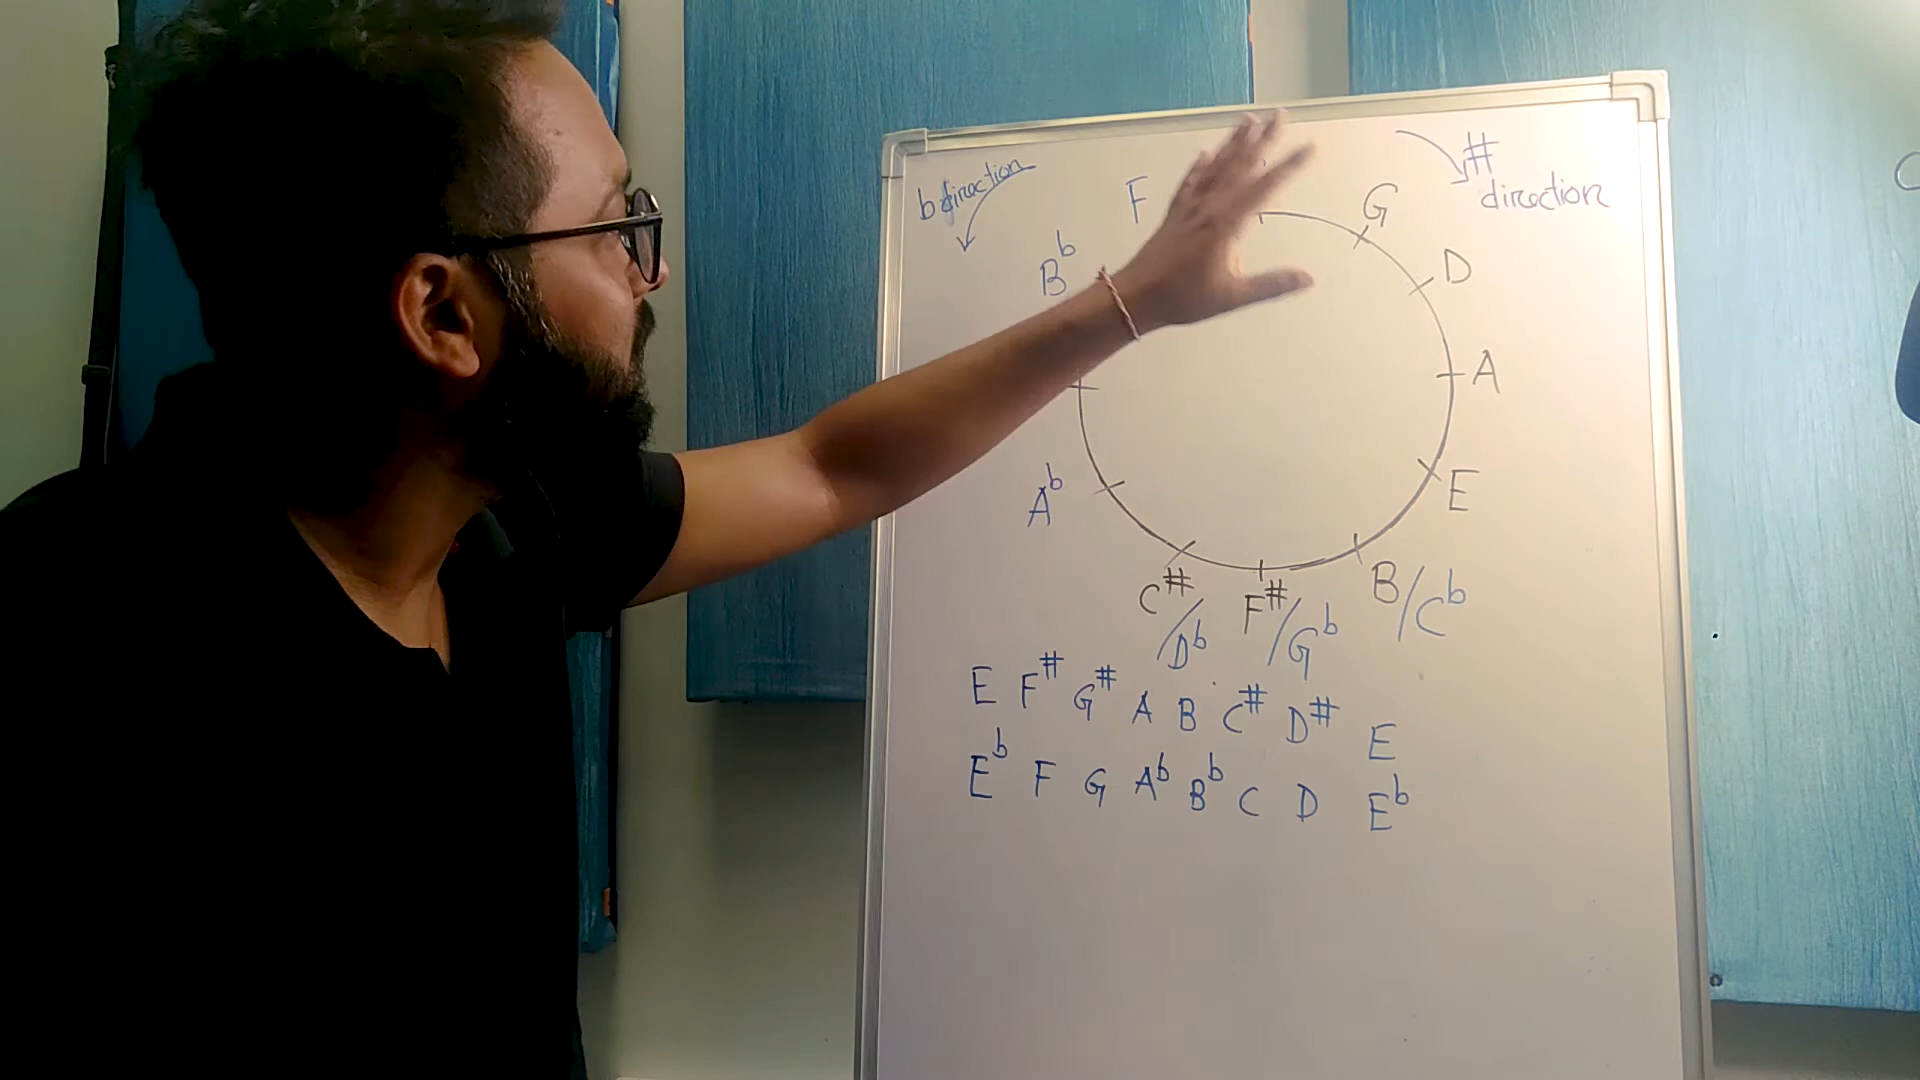 b direction
# direction
F
G
B♭
D
A
A♭
E
C#/D♭
F#/G♭
B/C♭
E F# G# A B C# D# E
E♭ F G A♭ B♭ C D E♭